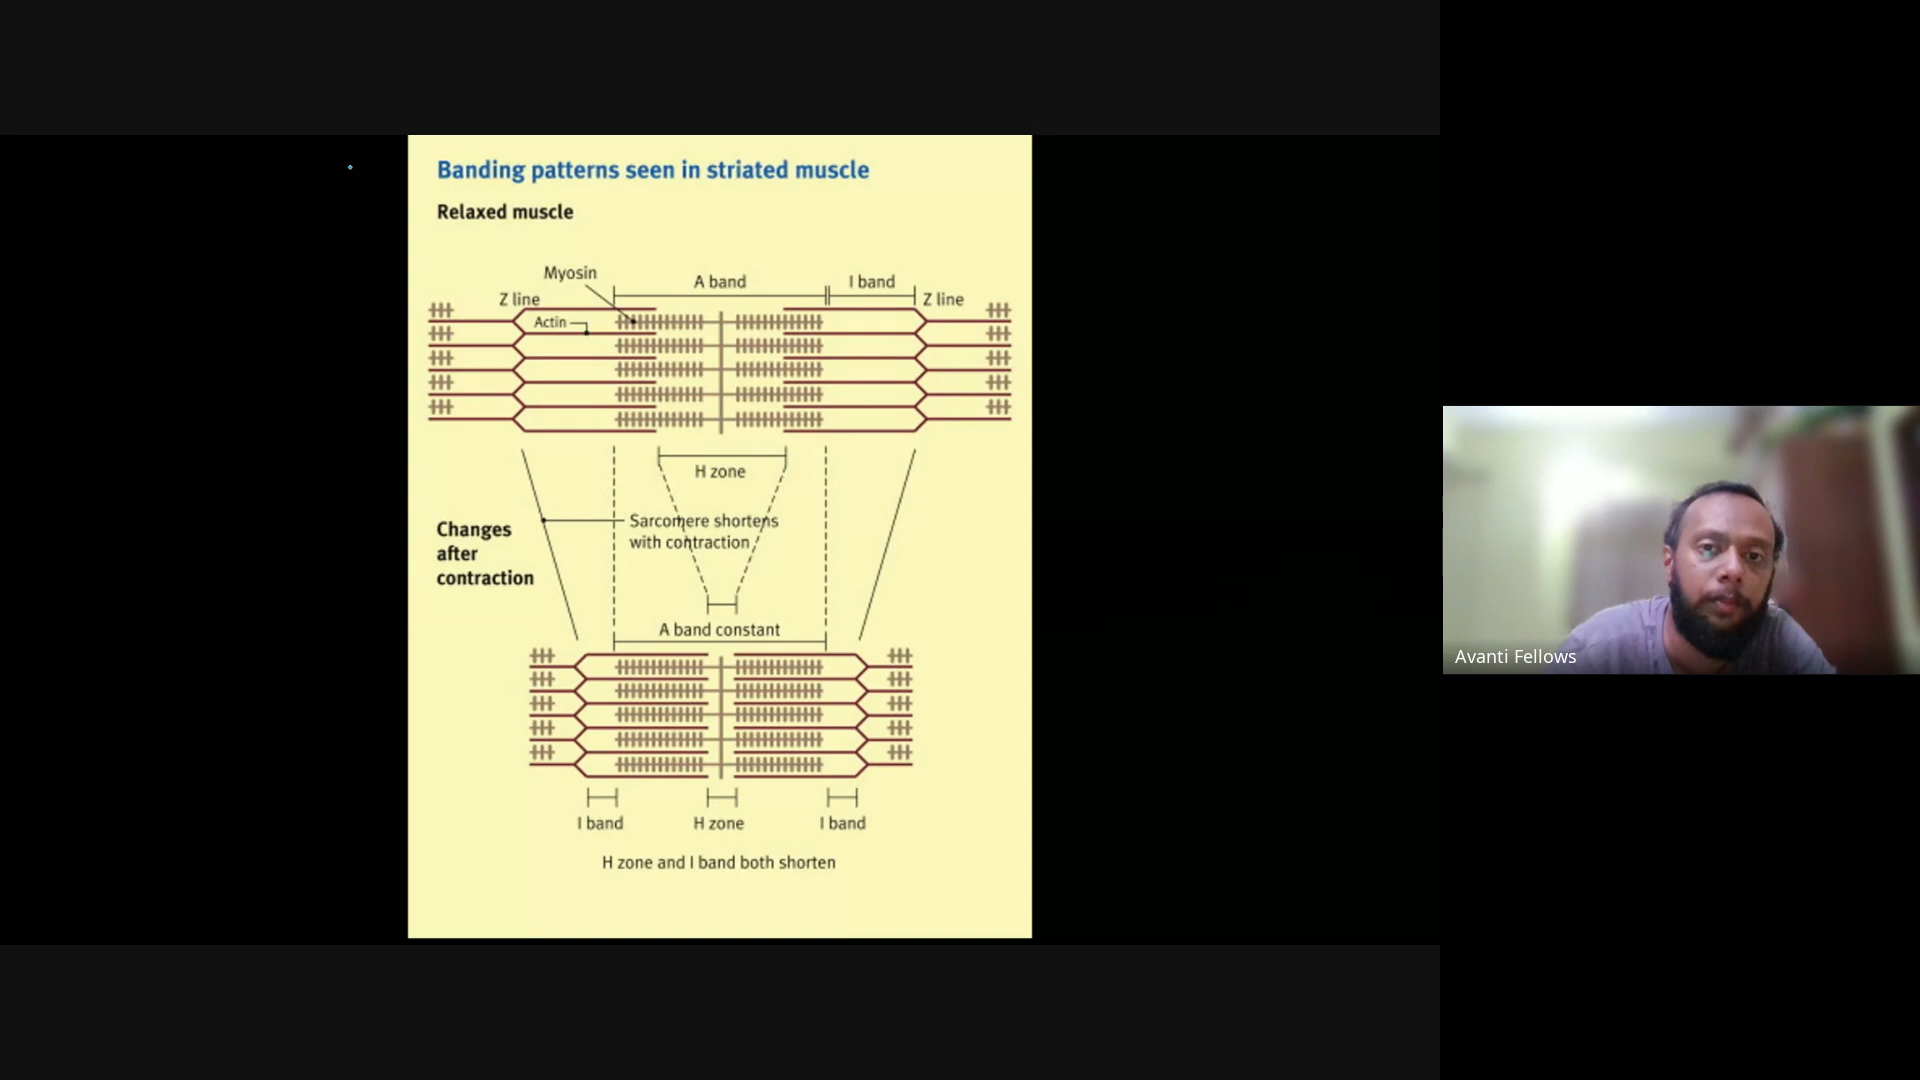 Banding patterns seen in striated muscle
Relaxed muscle
Myosin
A band
I band
Z line
Z line
Actin
H zone
Sarcomere shortens
with contraction
Changes
after
contraction
A band constant
I band
H zone
I band
H zone and I band both shorten
Avanti Fellows